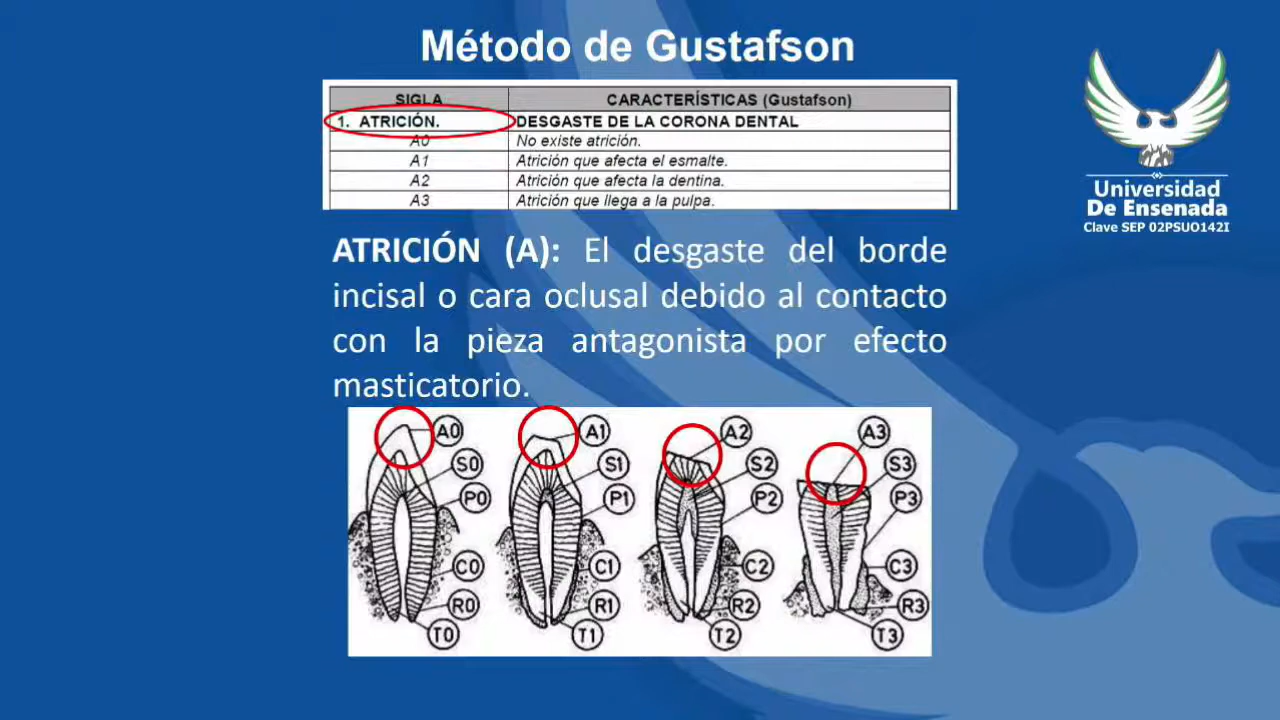 Método de Gustafson
SIGLA CARACTERÍSTICAS (Gustafson)
1. ATRICIÓN. DESGASTE DE LA CORONA DENTAL
A0 No existe atrición.
A1 Atrición que afecta el esmalte.
A2 Atrición que afecta la dentina.
A3 Atrición que llega a la pulpa.
Universidad
De Ensenada
Clave SEP 02PSUO142I
ATRICIÓN (A): El desgaste del borde
incisal o cara oclusal debido al contacto
con la pieza antagonista por efecto
masticatorio.
A0 A1 A2 A3
S0 S1 S2 S3
P0 P1 P2 P3
C0 C1 C2 C3
R0 R1 R2 R3
T0 T1 T2 T3